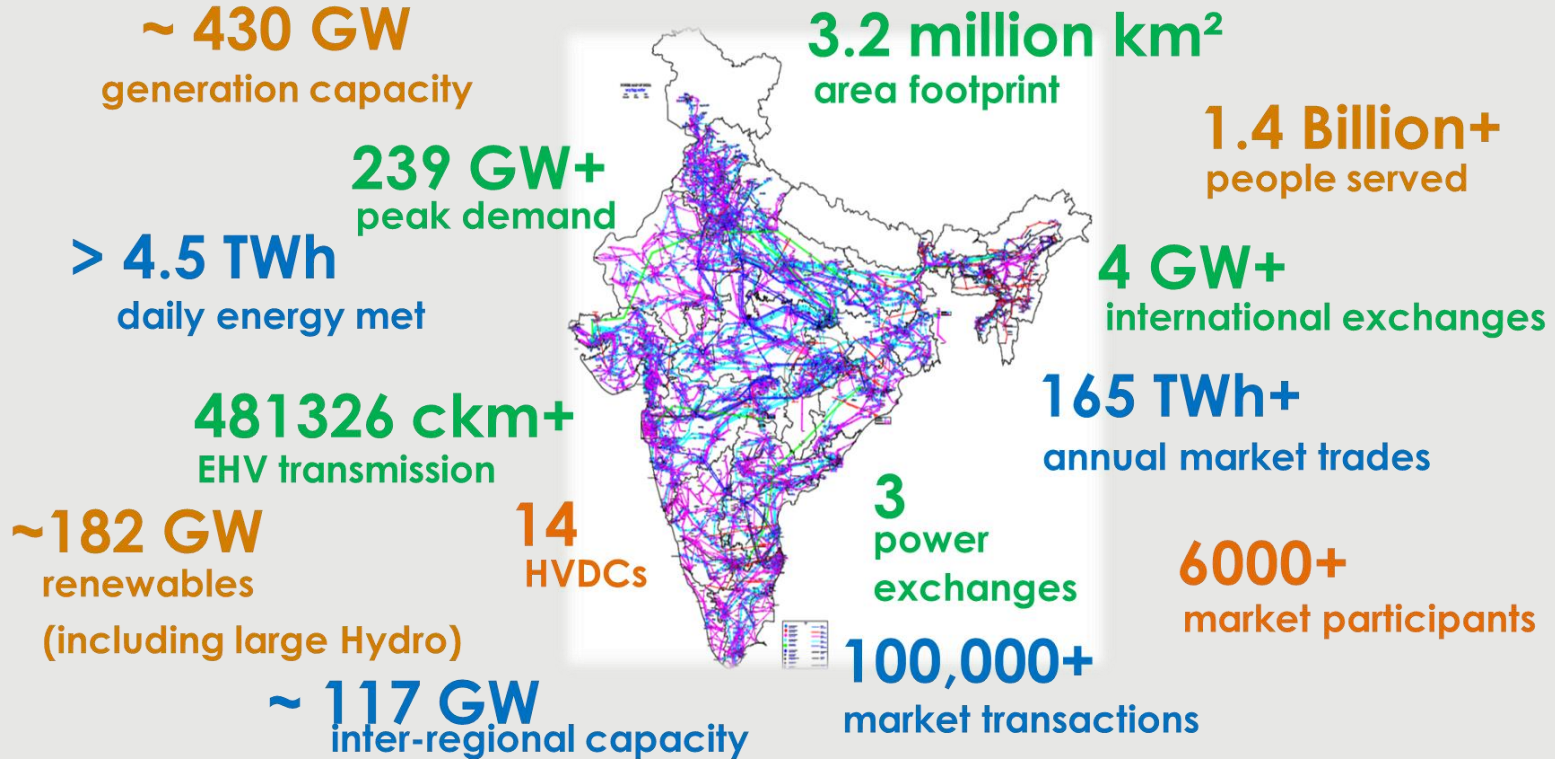 ~ 430 GW
generation capacity
3.2 million km²
area footprint
1.4 Billion+
people served
239 GW+
peak demand
> 4.5 TWh
daily energy met
4 GW+
international exchanges
481326 ckm+
EHV transmission
165 TWh+
annual market trades
~182 GW
renewables
(including large Hydro)
14
HVDCs
3
power
exchanges
6000+
market participants
~ 117 GW
inter-regional capacity
100,000+
market transactions